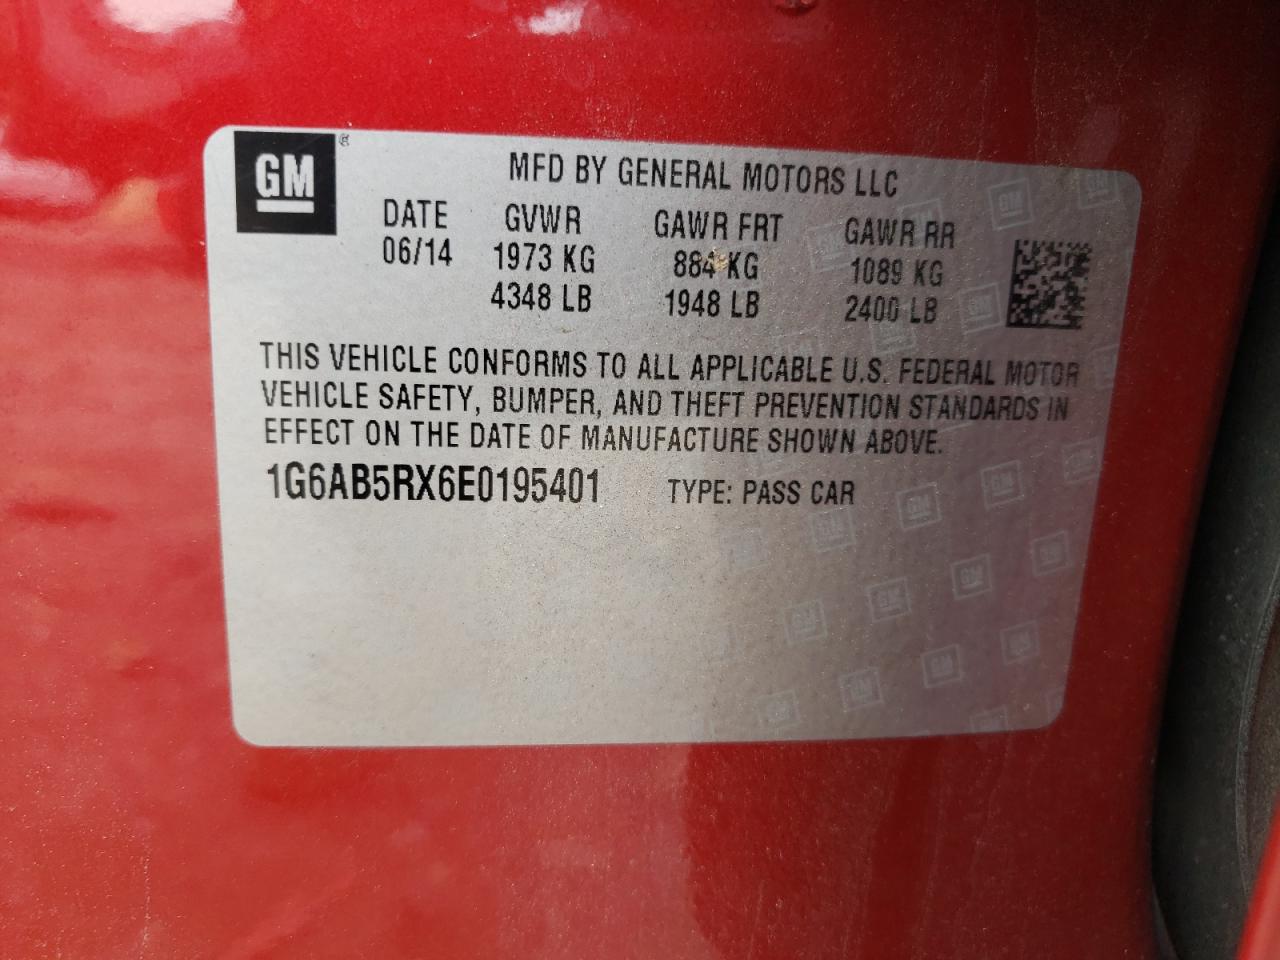 GM ®
MFD BY GENERAL MOTORS LLC
DATE GVWR GAWR FRT GAWR RR
06/14 1973 KG 884 KG 1089 KG
4348 LB 1948 LB 2400 LB
THIS VEHICLE CONFORMS TO ALL APPLICABLE U.S. FEDERAL MOTOR
VEHICLE SAFETY, BUMPER, AND THEFT PREVENTION STANDARDS IN
EFFECT ON THE DATE OF MANUFACTURE SHOWN ABOVE.
1G6AB5RX6E0195401 TYPE: PASS CAR